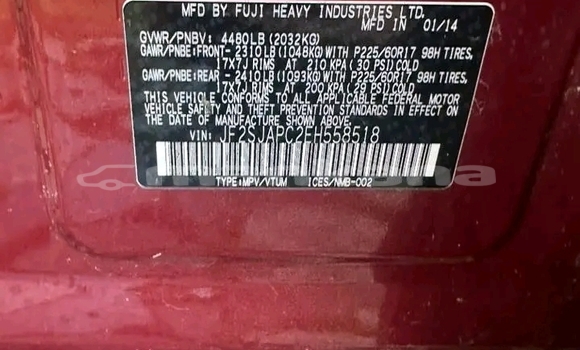 MFD BY FUJI HEAVY INDUSTRIES LTD.
MFD IN 01/14
GVWR/PNBV: 4480LB(2032KG)
GAWR/PNBE:FRONT- 2310LB(1048KG)WITH P225/60R17 98H TIRES,
17X7J RIMS AT 210 KPA (30 PSI)COLD
GAWR/PNBE:REAR - 2410LB(1093KG)WITH P225/60R17 98H TIRES,
17X7J RIMS AT 200 KPA (29 PSI)COLD
THIS VEHICLE CONFORMS TO ALL APPLICABLE FEDERAL MOTOR
VEHICLE SAFETY AND THEFT PREVENTION STANDARDS IN EFFECT ON
THE DATE OF MANUFACTURE SHOWN ABOVE.
VIN: JF2SJAPC2EH558518
TYPE:MPV/VTUM ICES/NMB-002